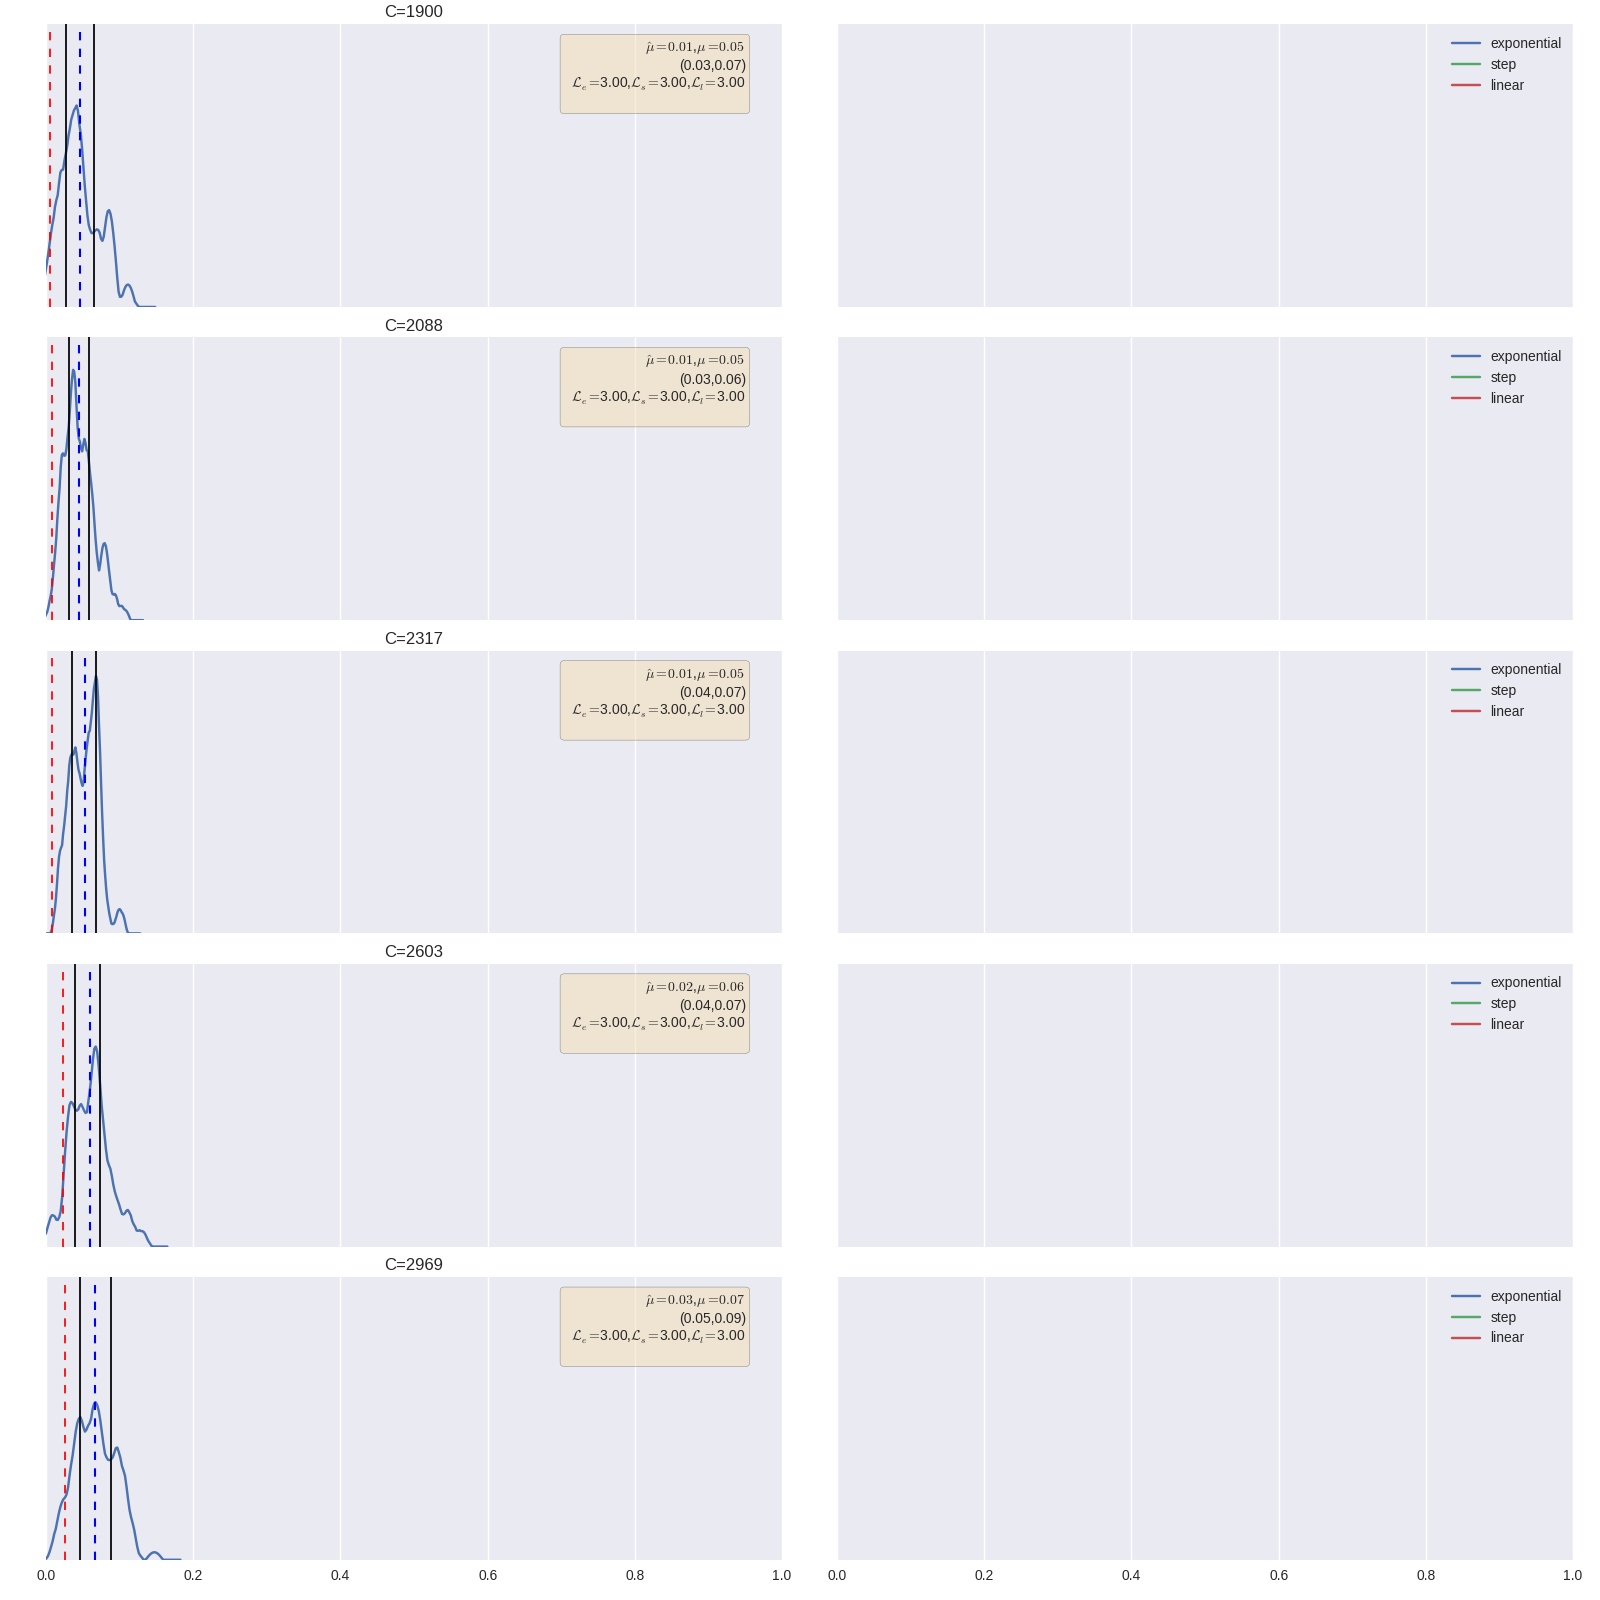 C=1900
μ̂=0.01,μ=0.05
(0.03,0.07)
ℒₑ=3.00,ℒₛ=3.00,ℒₗ=3.00
exponential
step
linear
C=2088
μ̂=0.01,μ=0.05
(0.03,0.06)
ℒₑ=3.00,ℒₛ=3.00,ℒₗ=3.00
exponential
step
linear
C=2317
μ̂=0.01,μ=0.05
(0.04,0.07)
ℒₑ=3.00,ℒₛ=3.00,ℒₗ=3.00
exponential
step
linear
C=2603
μ̂=0.02,μ=0.06
(0.04,0.07)
ℒₑ=3.00,ℒₛ=3.00,ℒₗ=3.00
exponential
step
linear
C=2969
μ̂=0.03,μ=0.07
(0.05,0.09)
ℒₑ=3.00,ℒₛ=3.00,ℒₗ=3.00
exponential
step
linear
0.0 0.2 0.4 0.6 0.8 1.0
0.0 0.2 0.4 0.6 0.8 1.0